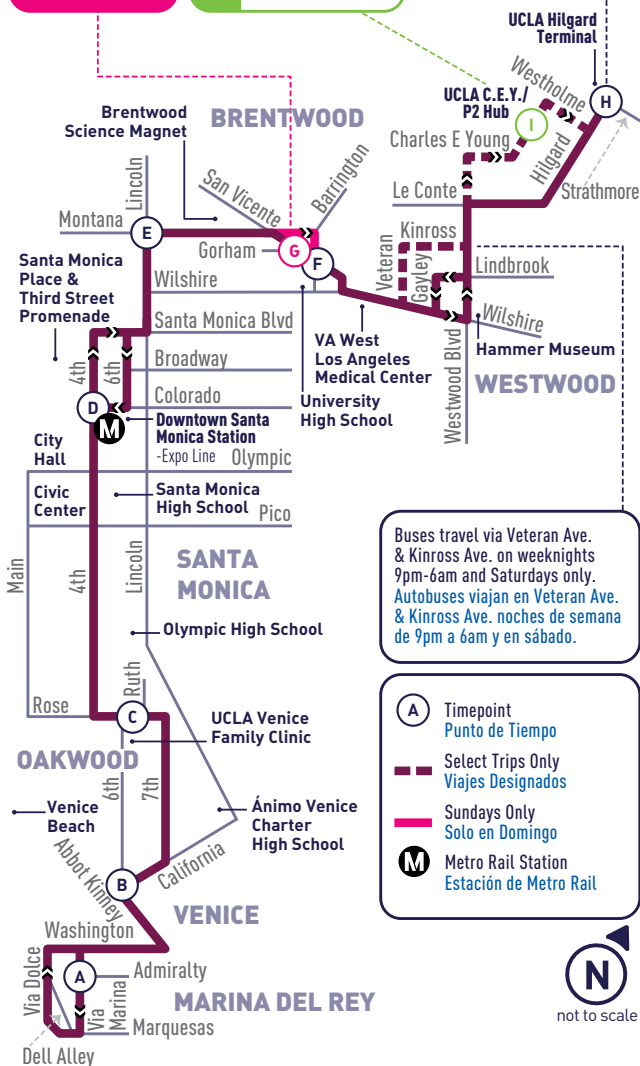 UCLA Hilgard
Terminal
Westholme
H
UCLA C.E.Y./
P2 Hub
I
Brentwood
Science Magnet
BRENTWOOD
Charles E Young
Hilgard
Strathmore
Lincoln
San Vicente
Barrington
Le Conte
Montana
E
Gorham
G
F
Kinross
Veteran
Gayley
Lindbrook
Santa Monica
Place &
Third Street
Promenade
Wilshire
Santa Monica Blvd
Wilshire
VA West
Los Angeles
Medical Center
Hammer Museum
Westwood Blvd
WESTWOOD
4th
6th
Broadway
Colorado
University
High School
D
M
Downtown Santa
Monica Station
-Expo Line
City
Hall
Olympic
Civic
Center
Santa Monica
High School
Pico
Main
4th
Lincoln
SANTA
MONICA
Buses travel via Veteran Ave.
& Kinross Ave. on weeknights
9pm-6am and Saturdays only.
Autobuses viajan en Veteran Ave.
& Kinross Ave. noches de semana
de 9pm a 6am y en sábado.
Olympic High School
Ruth
Rose
C
UCLA Venice
Family Clinic
OAKWOOD
6th
7th
Venice
Beach
Ánimo Venice
Charter
High School
Abbot Kinney
California
B
VENICE
Washington
Via Dolce
A
Admiralty
Via
Marina
MARINA DEL REY
Marquesas
Dell Alley
A
Timepoint
Punto de Tiempo
Select Trips Only
Viajes Designados
Sundays Only
Solo en Domingo
M
Metro Rail Station
Estación de Metro Rail
N
not to scale